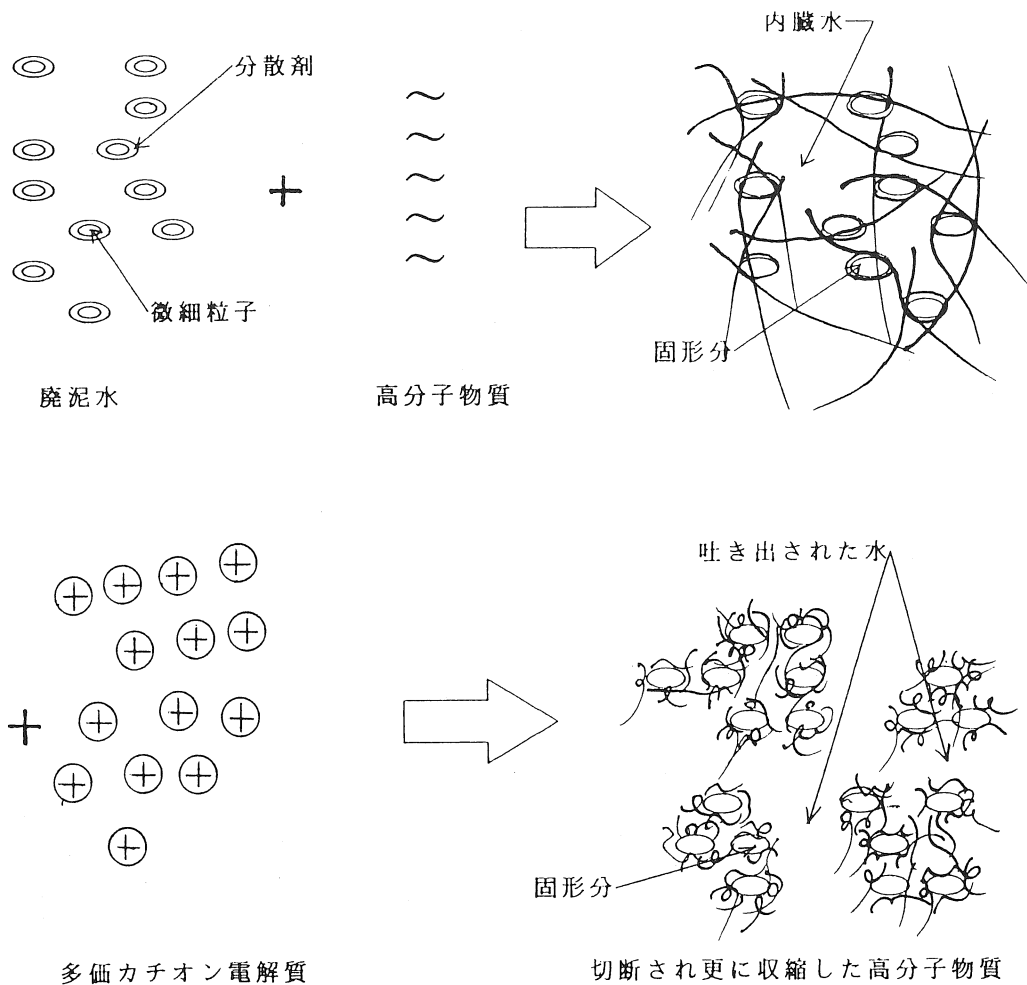 内臓水
分散剤
+
微細粒子
固形分
廃泥水
高分子物質
吐き出された水
+
固形分
多価カチオン電解質
切断され更に収縮した高分子物質